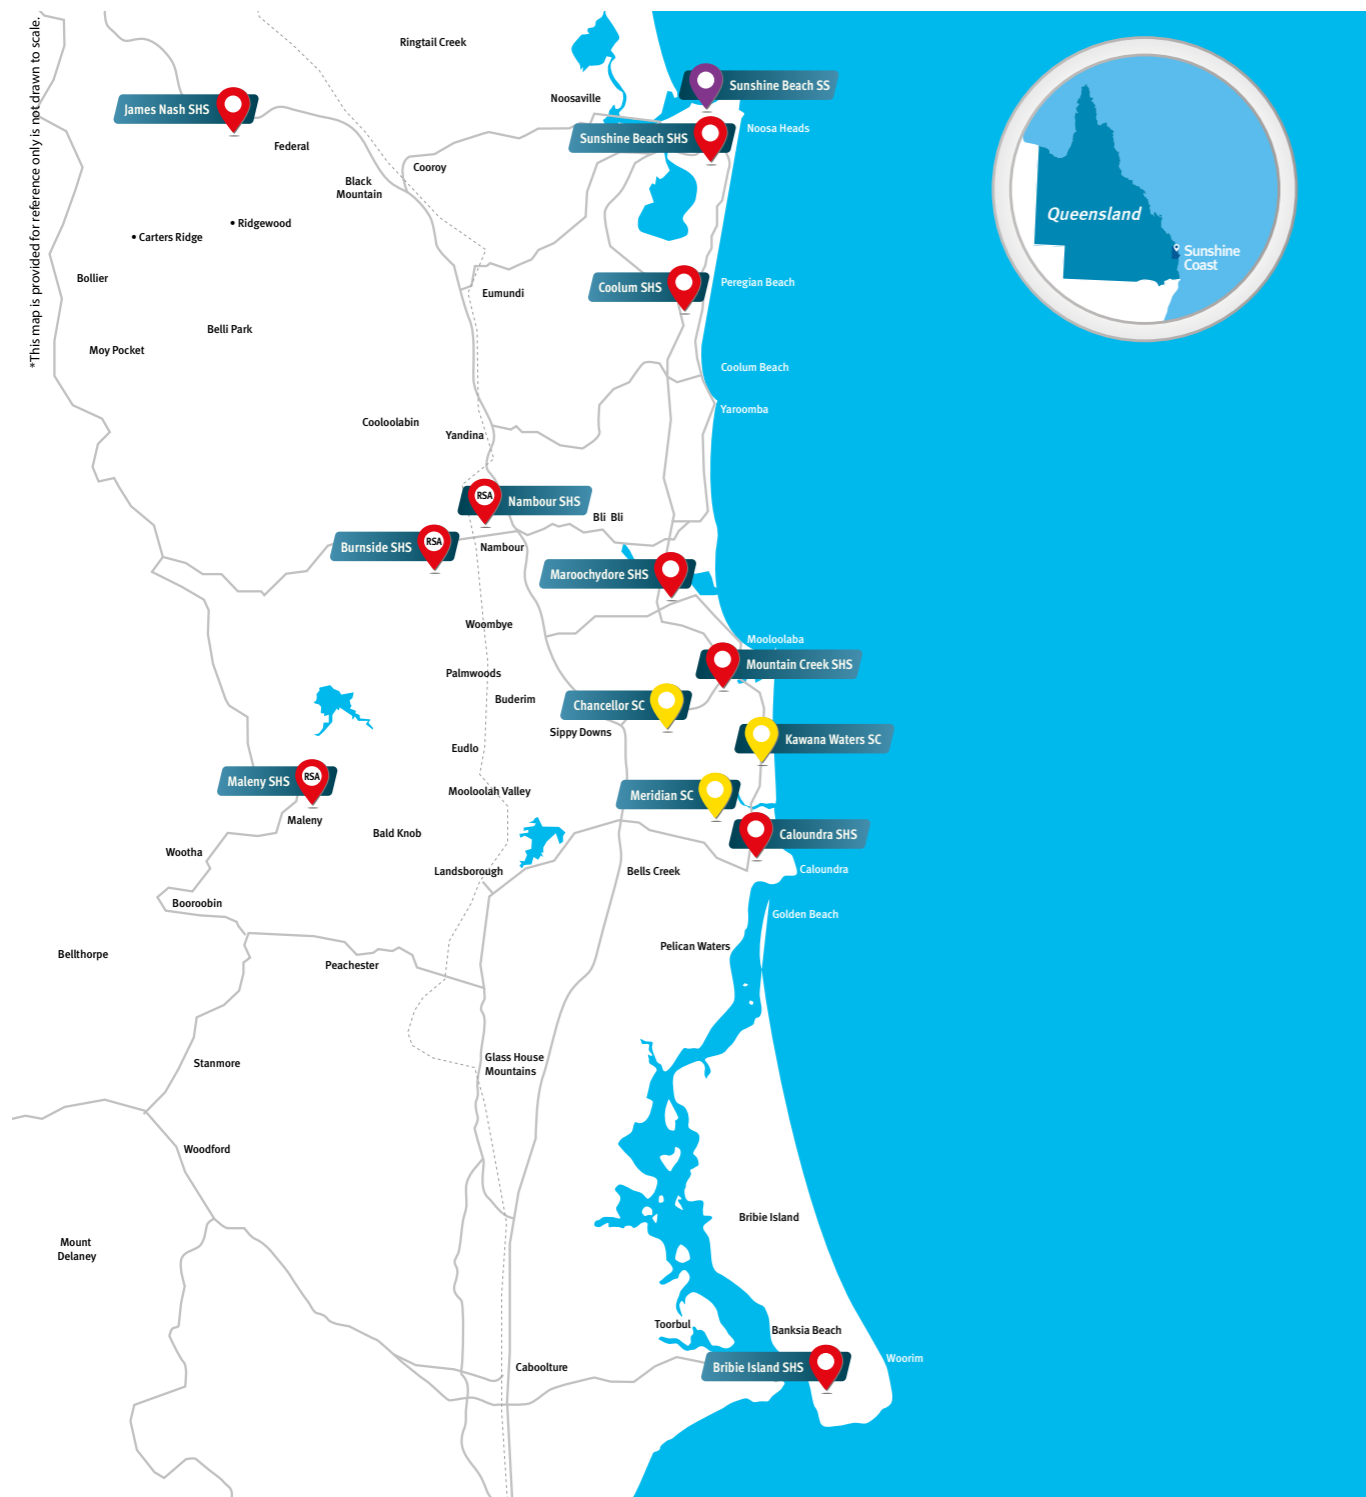 *This map is provided for reference only is not drawn to scale.
Ringtail Creek
Sunshine Beach SS
Noosaville
James Nash SHS
Noosa Heads
Sunshine Beach SHS
Federal
Cooroy
Black
Mountain
Queensland
Ridgewood
Carters Ridge
Sunshine
Coast
Bollier
Peregian Beach
Coolum SHS
Eumundi
Belli Park
Moy Pocket
Coolum Beach
Yaroomba
Cooloolabin
Yandina
RSA
Nambour SHS
Bli Bli
Burnside SHS
RSA
Nambour
Maroochydore SHS
Woombye
Mooloolaba
Mountain Creek SHS
Palmwoods
Buderim
Chancellor SC
Sippy Downs
Kawana Waters SC
Eudlo
Maleny SHS
RSA
Mooloolah Valley
Meridian SC
Maleny
Bald Knob
Caloundra SHS
Wootha
Landsborough
Bells Creek
Caloundra
Booroobin
Golden Beach
Pelican Waters
Bellthorpe
Peachester
Stanmore
Glass House
Mountains
Woodford
Bribie Island
Mount
Delaney
Toorbul
Banksia Beach
Woorim
Caboolture
Bribie Island SHS